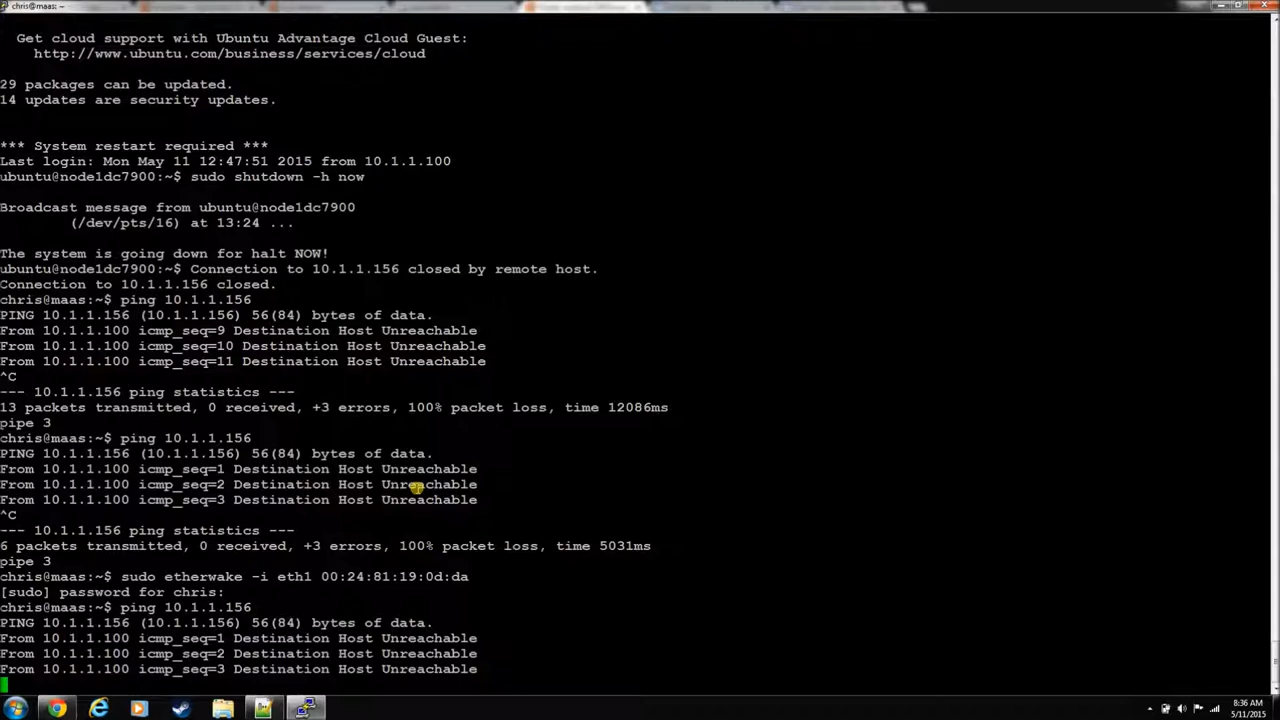 chris@maas: ~
Get cloud support with Ubuntu Advantage Cloud Guest:
http://www.ubuntu.com/business/services/cloud
29 packages can be updated.
14 updates are security updates.
*** System restart required ***
Last login: Mon May 11 12:47:51 2015 from 10.1.1.100
ubuntu@node1dc7900:~$ sudo shutdown -h now
Broadcast message from ubuntu@node1dc7900
(/dev/pts/16) at 13:24 ...
The system is going down for halt NOW!
ubuntu@node1dc7900:~$ Connection to 10.1.1.156 closed by remote host.
Connection to 10.1.1.156 closed.
chris@maas:~$ ping 10.1.1.156
PING 10.1.1.156 (10.1.1.156) 56(84) bytes of data.
From 10.1.1.100 icmp_seq=9 Destination Host Unreachable
From 10.1.1.100 icmp_seq=10 Destination Host Unreachable
From 10.1.1.100 icmp_seq=11 Destination Host Unreachable
^C
--- 10.1.1.156 ping statistics ---
13 packets transmitted, 0 received, +3 errors, 100% packet loss, time 12086ms
pipe 3
chris@maas:~$ ping 10.1.1.156
PING 10.1.1.156 (10.1.1.156) 56(84) bytes of data.
From 10.1.1.100 icmp_seq=1 Destination Host Unreachable
From 10.1.1.100 icmp_seq=2 Destination Host Unreachable
From 10.1.1.100 icmp_seq=3 Destination Host Unreachable
^C
--- 10.1.1.156 ping statistics ---
6 packets transmitted, 0 received, +3 errors, 100% packet loss, time 5031ms
pipe 3
chris@maas:~$ sudo etherwake -i eth1 00:24:81:19:0d:da
[sudo] password for chris:
chris@maas:~$ ping 10.1.1.156
PING 10.1.1.156 (10.1.1.156) 56(84) bytes of data.
From 10.1.1.100 icmp_seq=1 Destination Host Unreachable
From 10.1.1.100 icmp_seq=2 Destination Host Unreachable
From 10.1.1.100 icmp_seq=3 Destination Host Unreachable
8:36 AM
5/11/2015